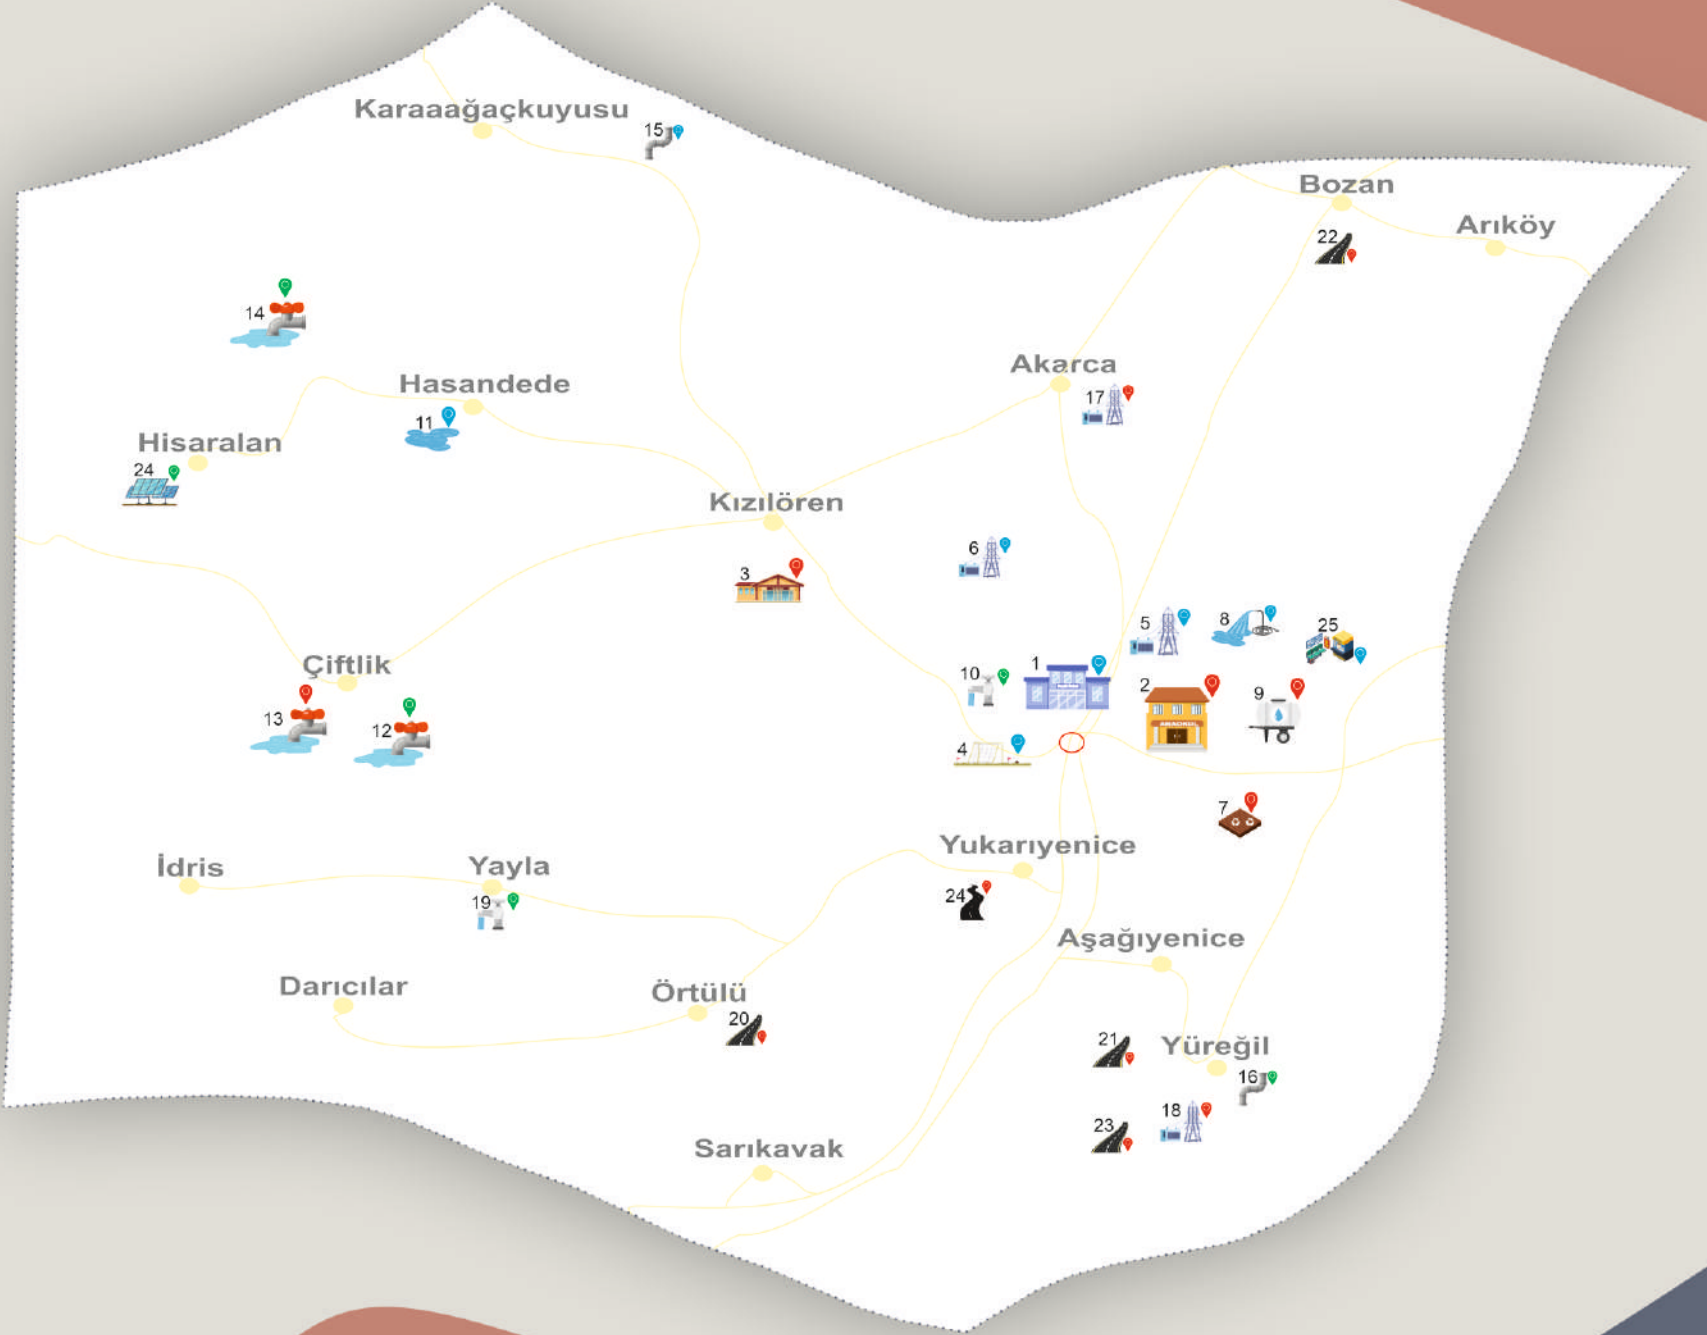 Karaaağaçkuyusu
15
Bozan
Arıköy
22
14
Akarca
17
Hasandede
11
Hisaralan
24
Kızılören
3
6
5
8
25
Çiftlik
13
12
10
1
2
9
4
7
Yukarıyenice
24
İdris
Yayla
19
Aşağıyenice
Darıcılar
Örtülü
20
21
Yüreğil
16
18
23
Sarıkavak